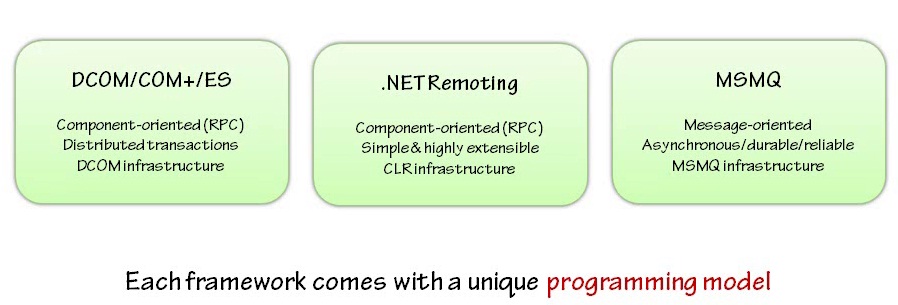 DCOM/COM+/ES
Component-oriented (RPC)
Distributed transactions
DCOM infrastructure
.NET Remoting
Component-oriented (RPC)
Simple & highly extensible
CLR infrastructure
MSMQ
Message-oriented
Asynchronous/durable/reliable
MSMQ infrastructure
Each framework comes with a unique programming model